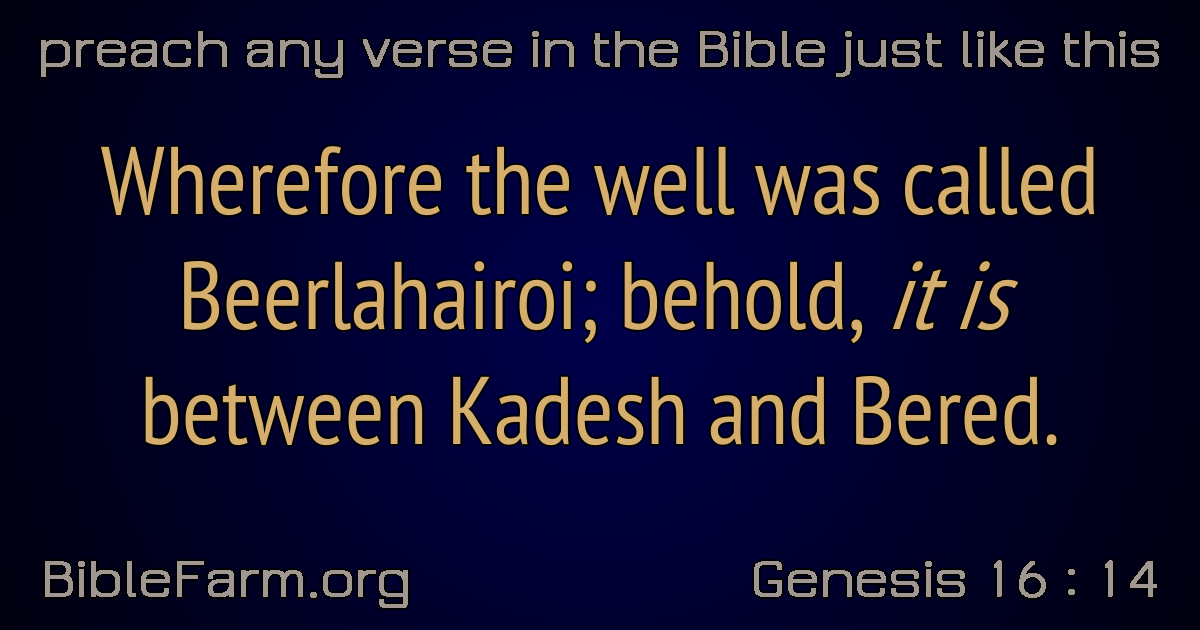 preach any verse in the Bible just like this
Wherefore the well was called
Beerlahairoi; behold, it is
between Kadesh and Bered.
BibleFarm.org
Genesis 16 : 14